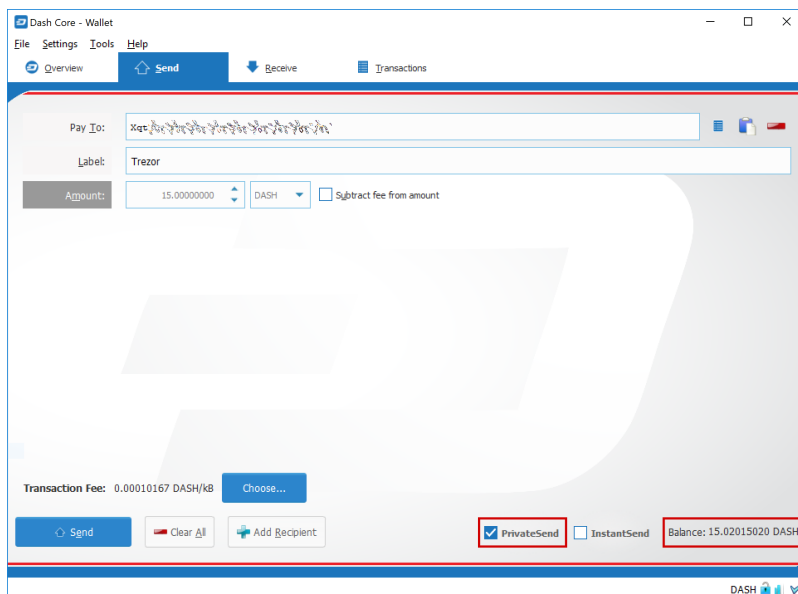 Dash Core - Wallet
File Settings Tools Help
Overview Send Receive Transactions
Pay To: Xqt
Label: Trezor
Amount: 15.00000000 DASH Subtract fee from amount
Transaction Fee: 0.00010167 DASH/kB Choose...
Send Clear All Add Recipient PrivateSend InstantSend Balance: 15.02015020 DASH
DASH